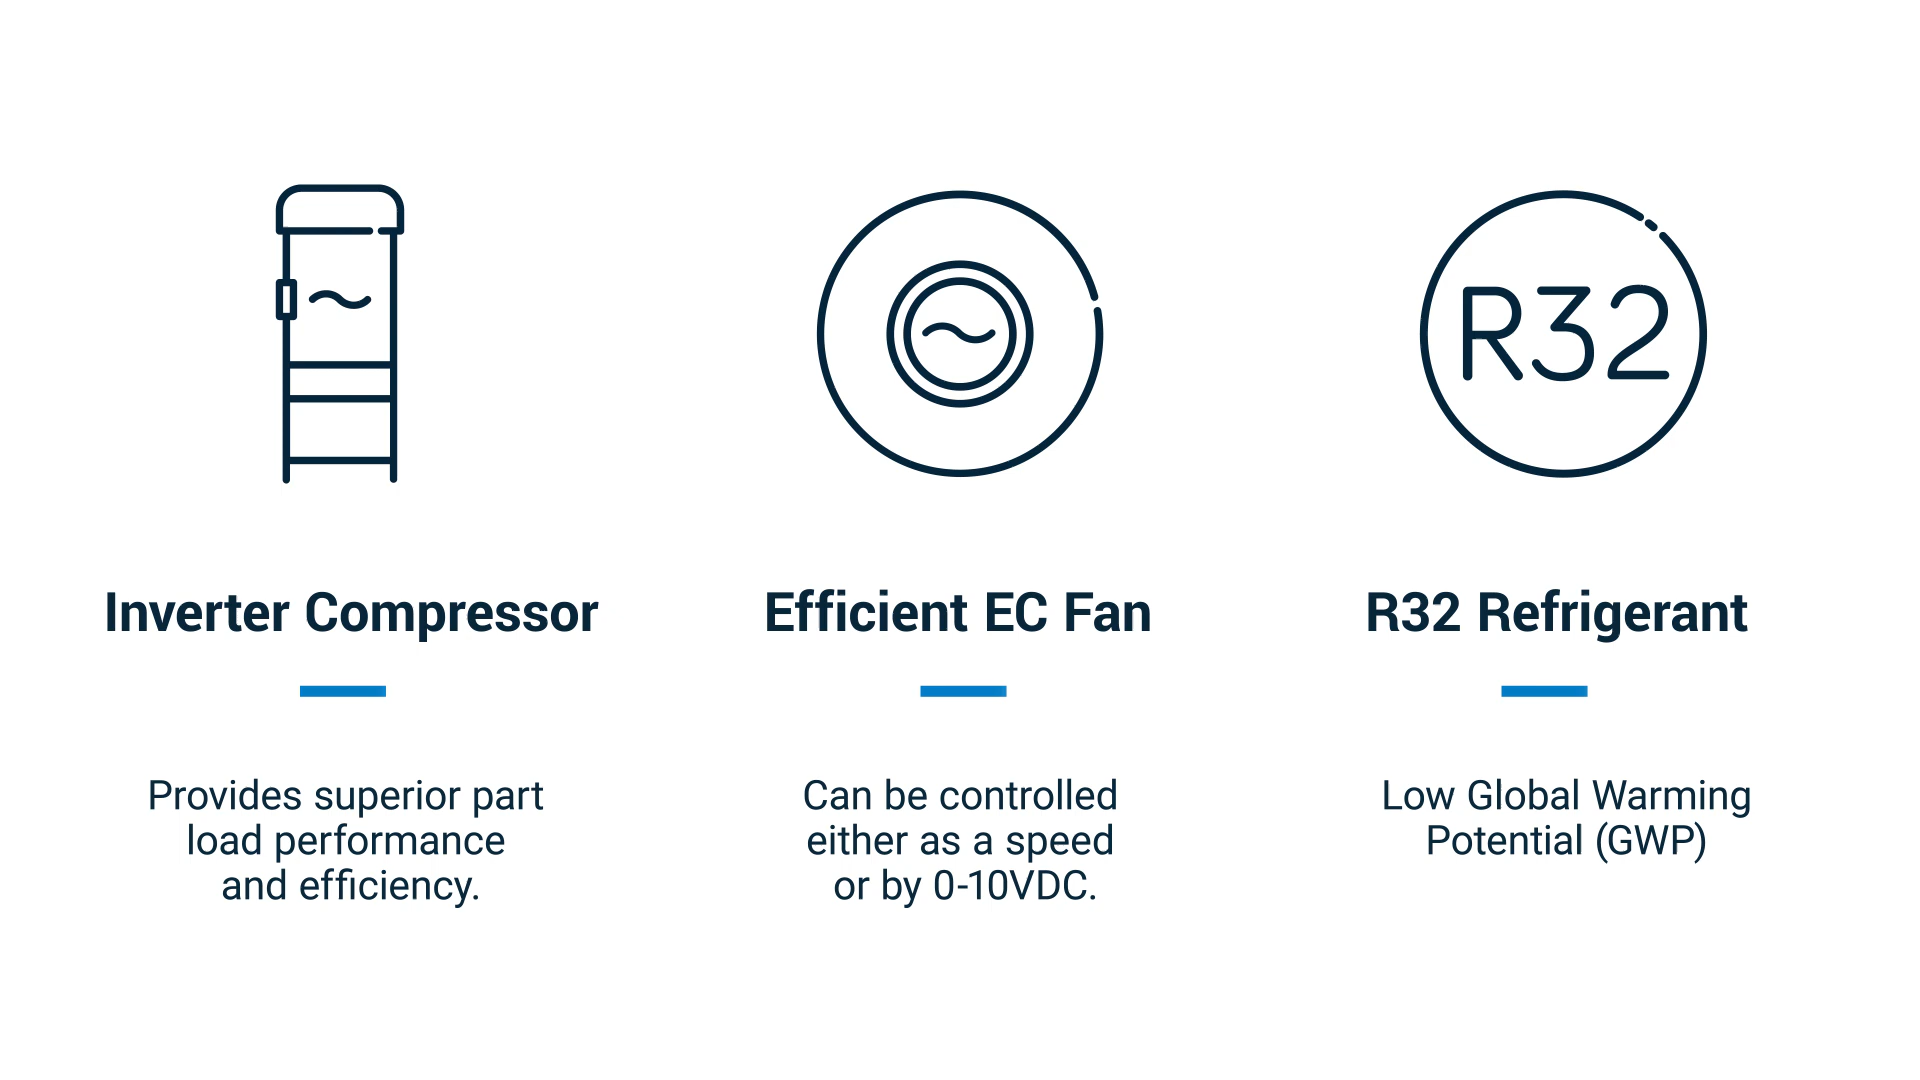 R32
Inverter Compressor
Provides superior part
load performance
and efficiency.
Efficient EC Fan
Can be controlled
either as a speed
or by 0-10VDC.
R32 Refrigerant
Low Global Warming
Potential (GWP)